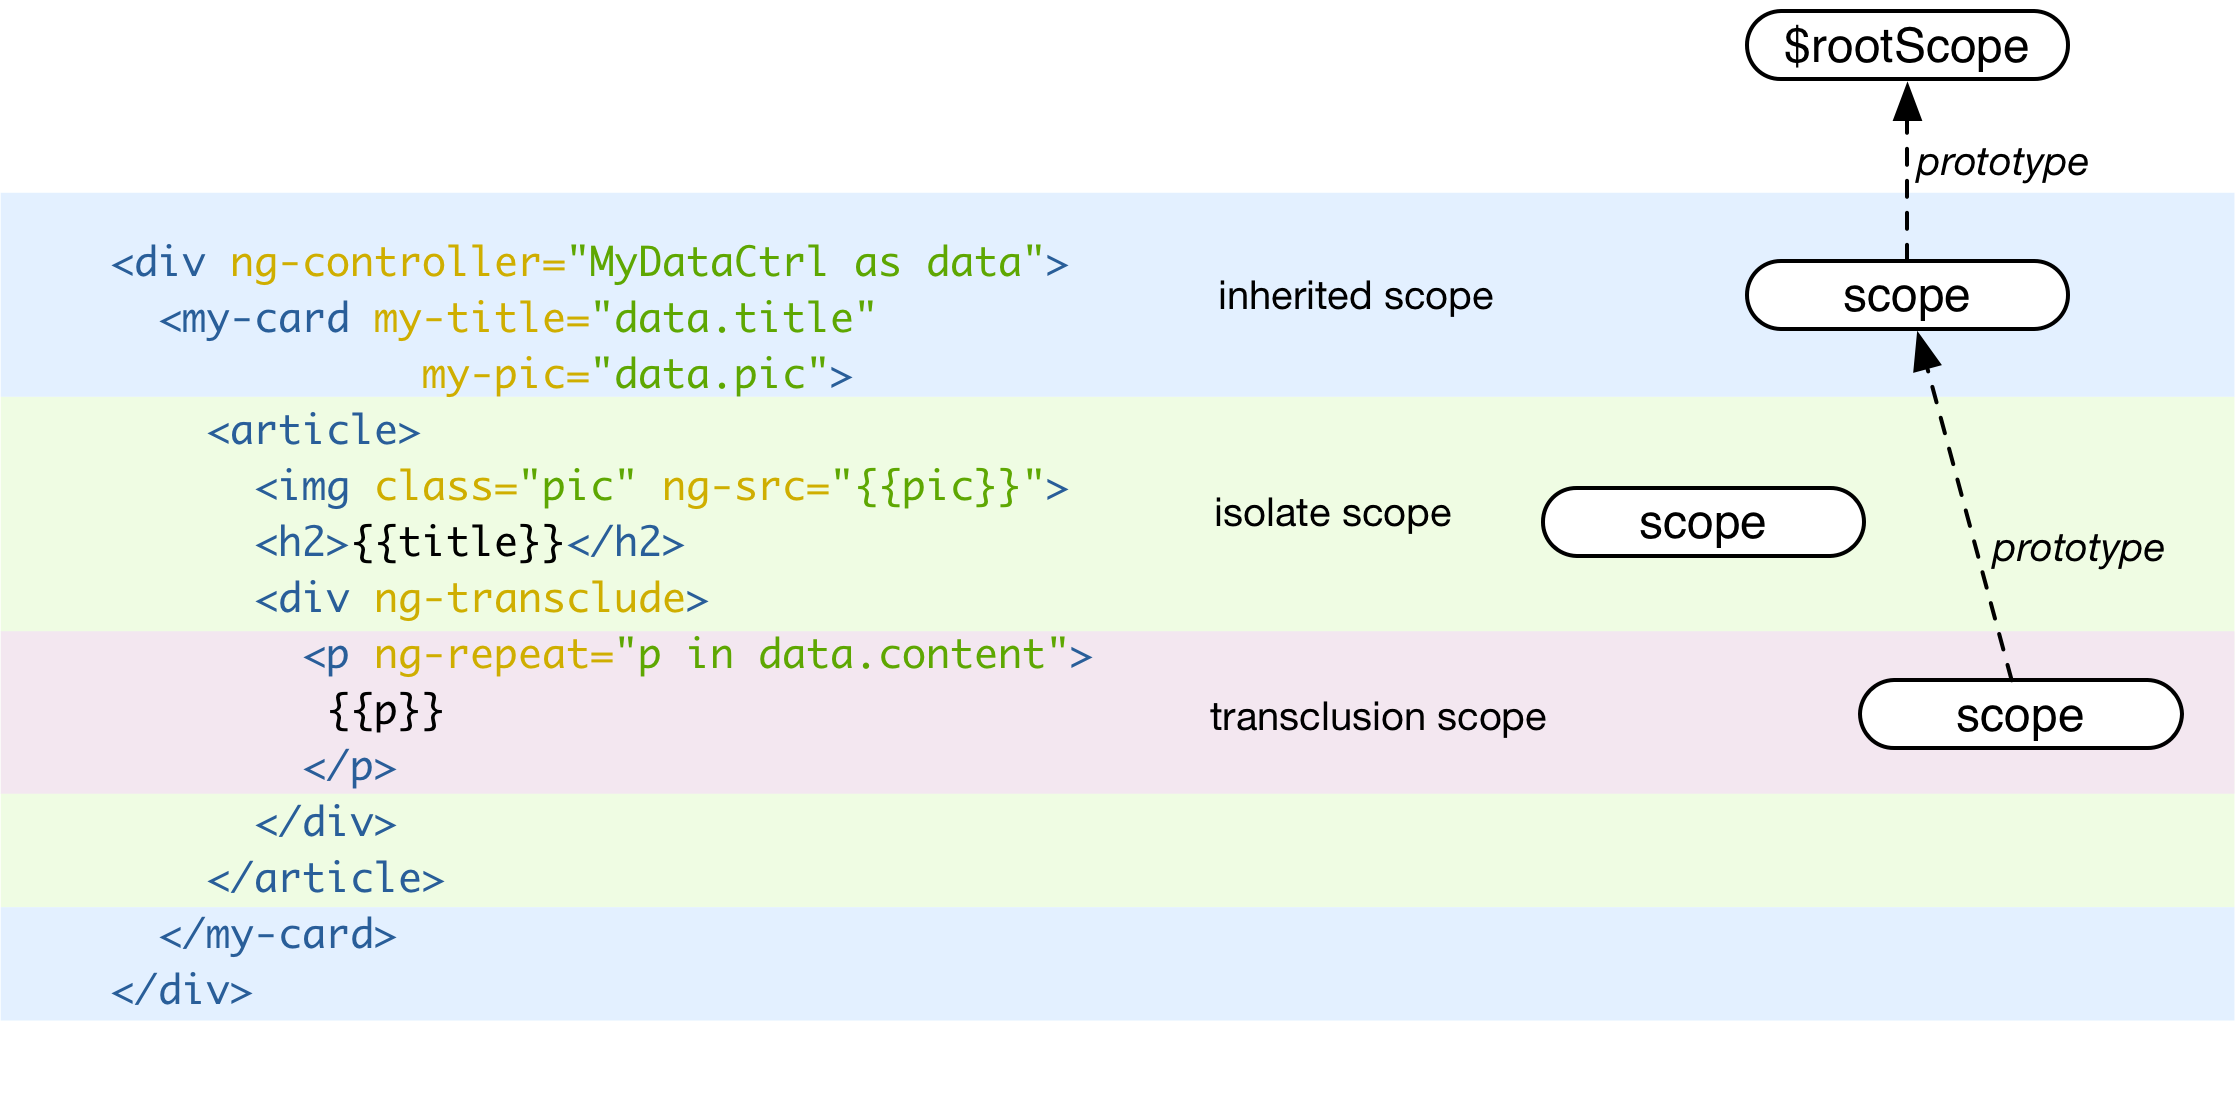 $rootScope
prototype
<div ng-controller="MyDataCtrl as data">
<my-card my-title="data.title"
my-pic="data.pic">
inherited scope
scope
<article>
<img class="pic" ng-src="{{pic}}">
<h2>{{title}}</h2>
<div ng-transclude>
isolate scope
scope
prototype
<p ng-repeat="p in data.content">
{{p}}
</p>
transclusion scope
scope
</div>
</article>
</my-card>
</div>